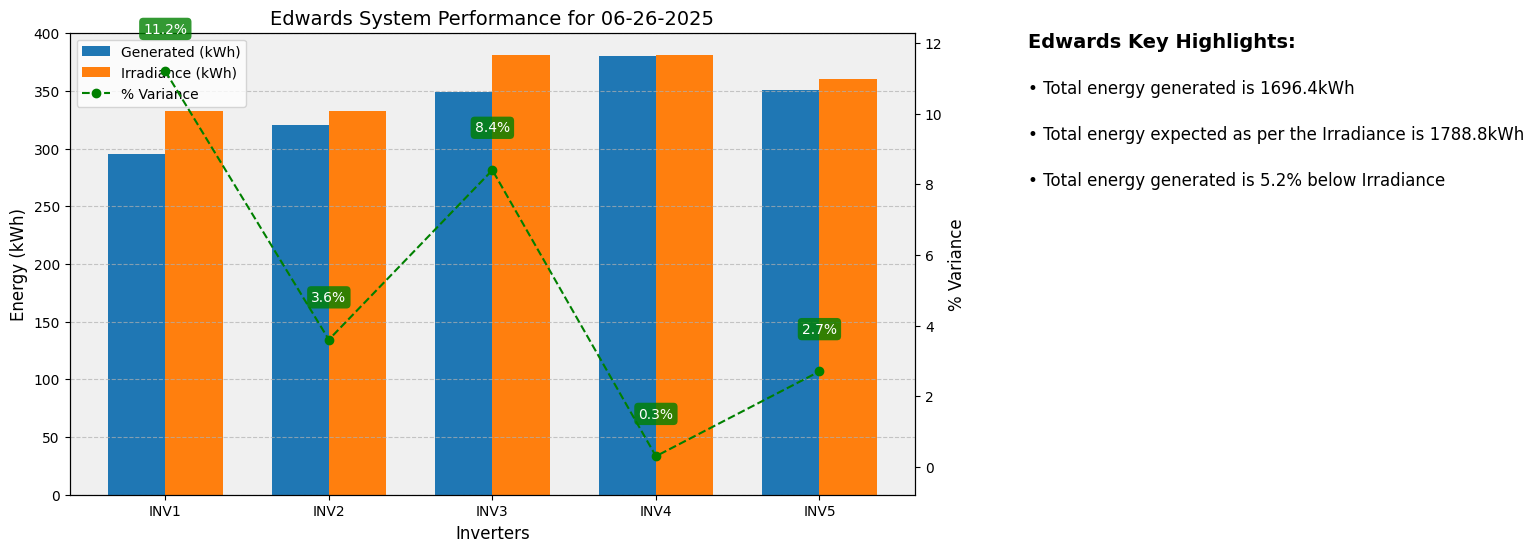 Edwards System Performance for 06-26-2025
Generated (kWh)
Irradiance (kWh)
% Variance
11.2%
3.6%
8.4%
0.3%
2.7%
400
350
300
250
200
150
100
50
0
Energy (kWh)
12
10
8
6
4
2
0
% Variance
INV1 INV2 INV3 INV4 INV5
Inverters
Edwards Key Highlights:
• Total energy generated is 1696.4kWh
• Total energy expected as per the Irradiance is 1788.8kWh
• Total energy generated is 5.2% below Irradiance